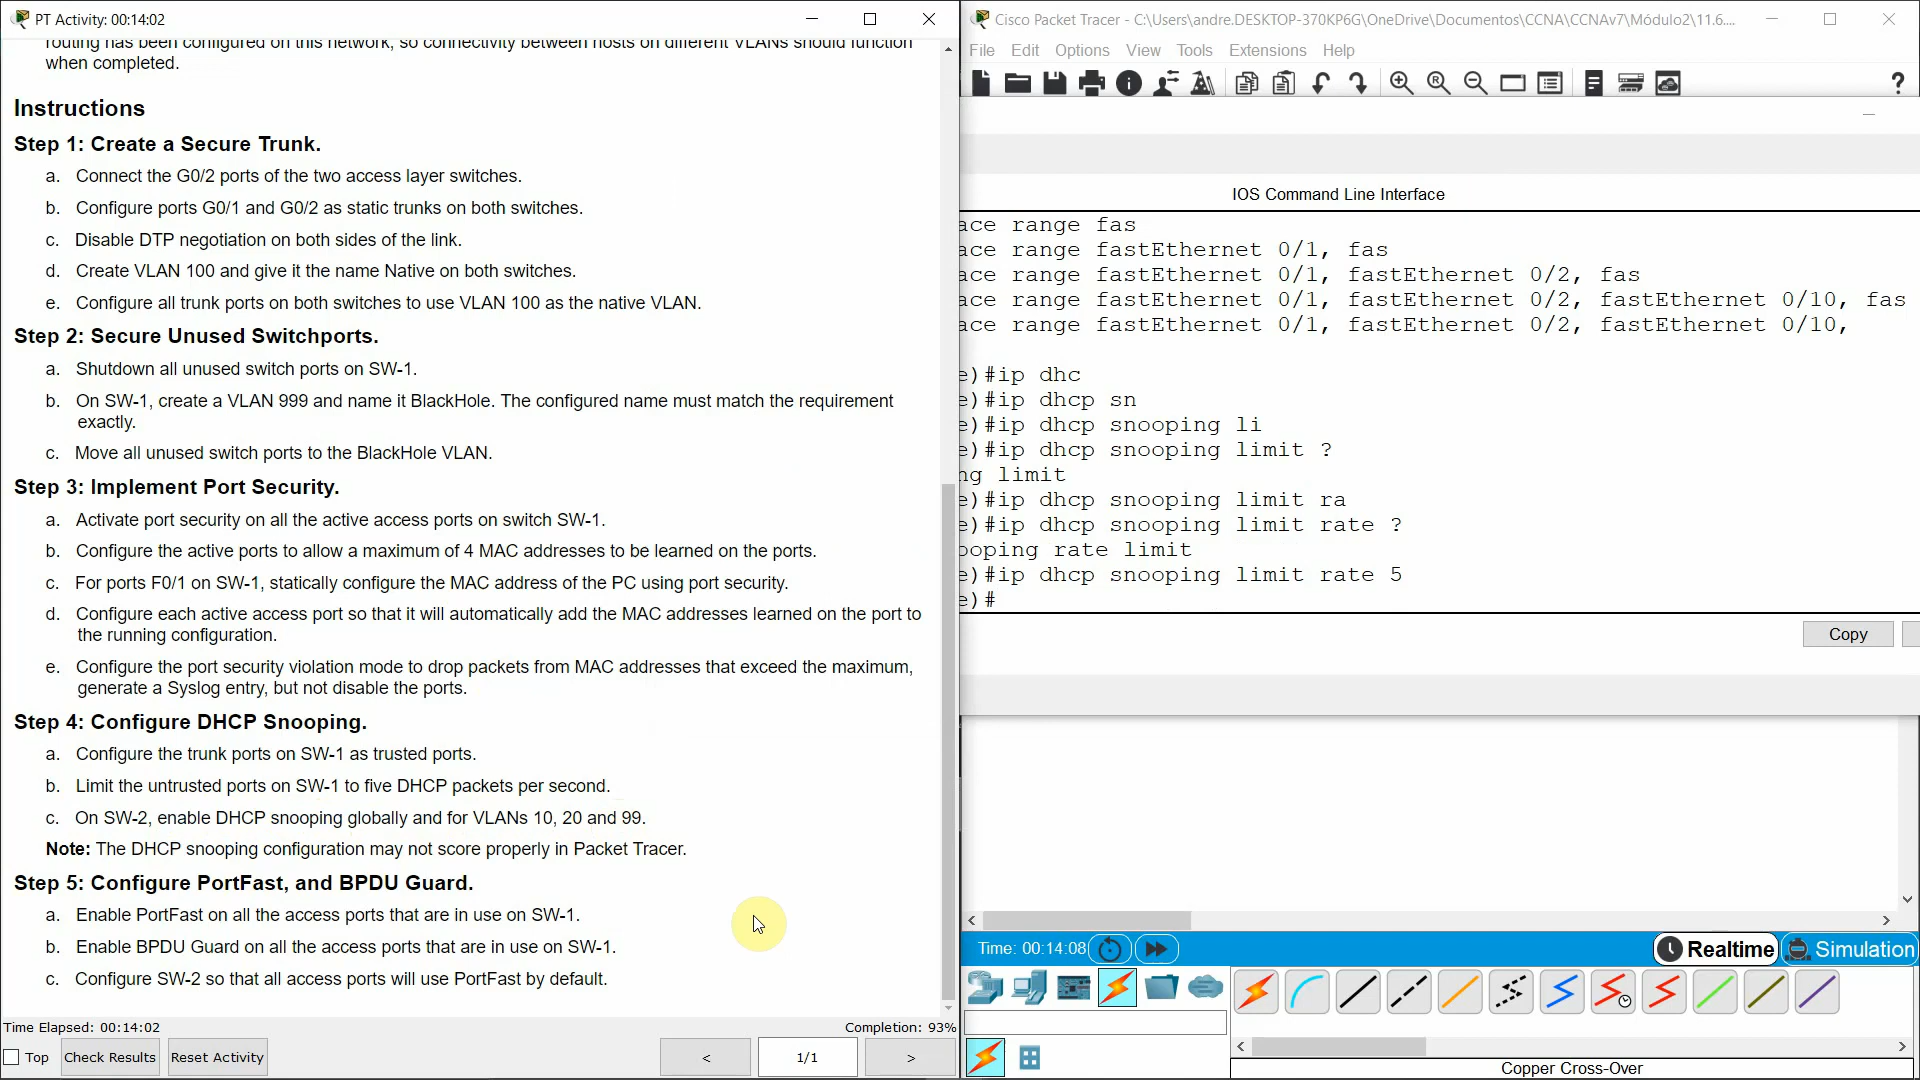 PT Activity: 00:14:02
routing has been configured on this network, so connectivity between hosts on different VLANs should function
when completed.
Instructions
Step 1: Create a Secure Trunk.
a. Connect the G0/2 ports of the two access layer switches.
b. Configure ports G0/1 and G0/2 as static trunks on both switches.
c. Disable DTP negotiation on both sides of the link.
d. Create VLAN 100 and give it the name Native on both switches.
e. Configure all trunk ports on both switches to use VLAN 100 as the native VLAN.
Step 2: Secure Unused Switchports.
a. Shutdown all unused switch ports on SW-1.
b. On SW-1, create a VLAN 999 and name it BlackHole. The configured name must match the requirement
exactly.
c. Move all unused switch ports to the BlackHole VLAN.
Step 3: Implement Port Security.
a. Activate port security on all the active access ports on switch SW-1.
b. Configure the active ports to allow a maximum of 4 MAC addresses to be learned on the ports.
c. For ports F0/1 on SW-1, statically configure the MAC address of the PC using port security.
d. Configure each active access port so that it will automatically add the MAC addresses learned on the port to
the running configuration.
e. Configure the port security violation mode to drop packets from MAC addresses that exceed the maximum,
generate a Syslog entry, but not disable the ports.
Step 4: Configure DHCP Snooping.
a. Configure the trunk ports on SW-1 as trusted ports.
b. Limit the untrusted ports on SW-1 to five DHCP packets per second.
c. On SW-2, enable DHCP snooping globally and for VLANs 10, 20 and 99.
Note: The DHCP snooping configuration may not score properly in Packet Tracer.
Step 5: Configure PortFast, and BPDU Guard.
a. Enable PortFast on all the access ports that are in use on SW-1.
b. Enable BPDU Guard on all the access ports that are in use on SW-1.
c. Configure SW-2 so that all access ports will use PortFast by default.
Time Elapsed: 00:14:02
Completion: 93%
Top
Check Results
Reset Activity
<
1/1
>
Cisco Packet Tracer - C:\Users\andre.DESKTOP-370KP6G\OneDrive\Documentos\CCNA\CCNAv7\Módulo2\11.6....
File Edit Options View Tools Extensions Help
?
IOS Command Line Interface
ace range fas
ace range fastEthernet 0/1, fas
ace range fastEthernet 0/1, fastEthernet 0/2, fas
ace range fastEthernet 0/1, fastEthernet 0/2, fastEthernet 0/10, fas
ace range fastEthernet 0/1, fastEthernet 0/2, fastEthernet 0/10,
e)#ip dhc
e)#ip dhcp sn
e)#ip dhcp snooping li
e)#ip dhcp snooping limit ?
ng limit
e)#ip dhcp snooping limit ra
e)#ip dhcp snooping limit rate ?
ooping rate limit
e)#ip dhcp snooping limit rate 5
e)#
Copy
Time: 00:14:08
Realtime
Simulation
Copper Cross-Over